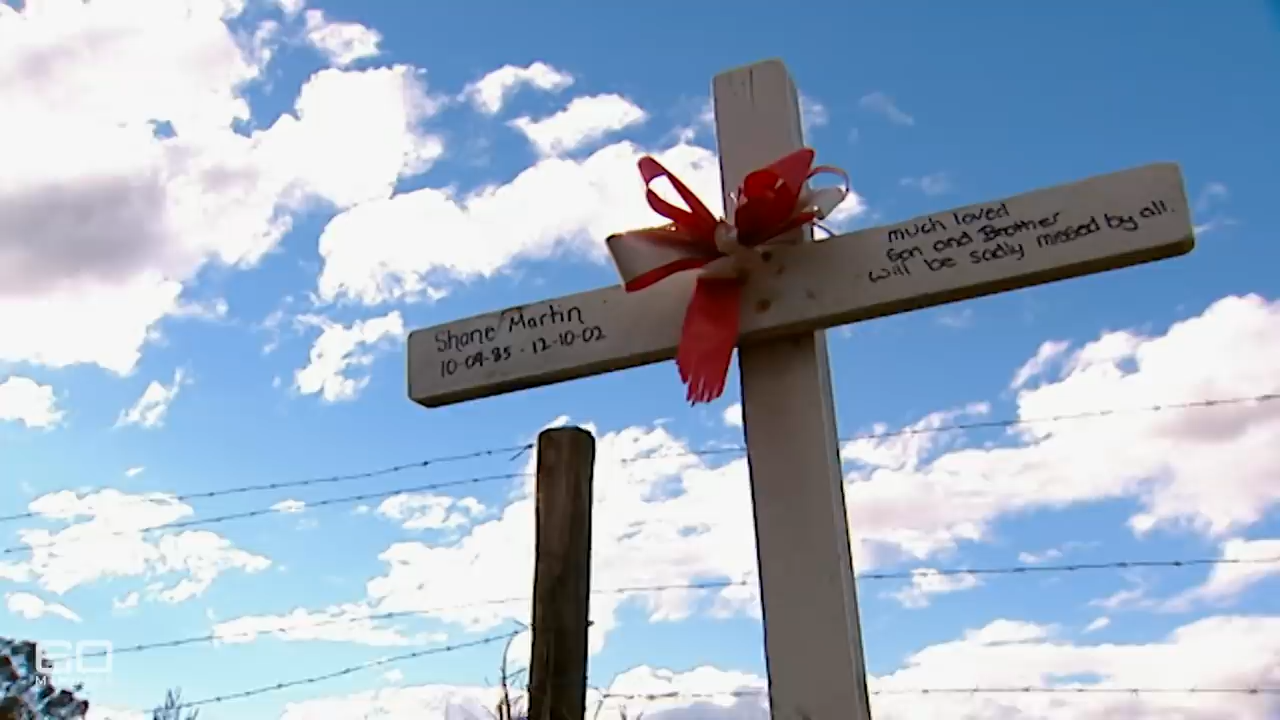 Shane Martin
10-09-85 - 12-10-02
much loved
Son and Brother
will be sadly missed by all.
60